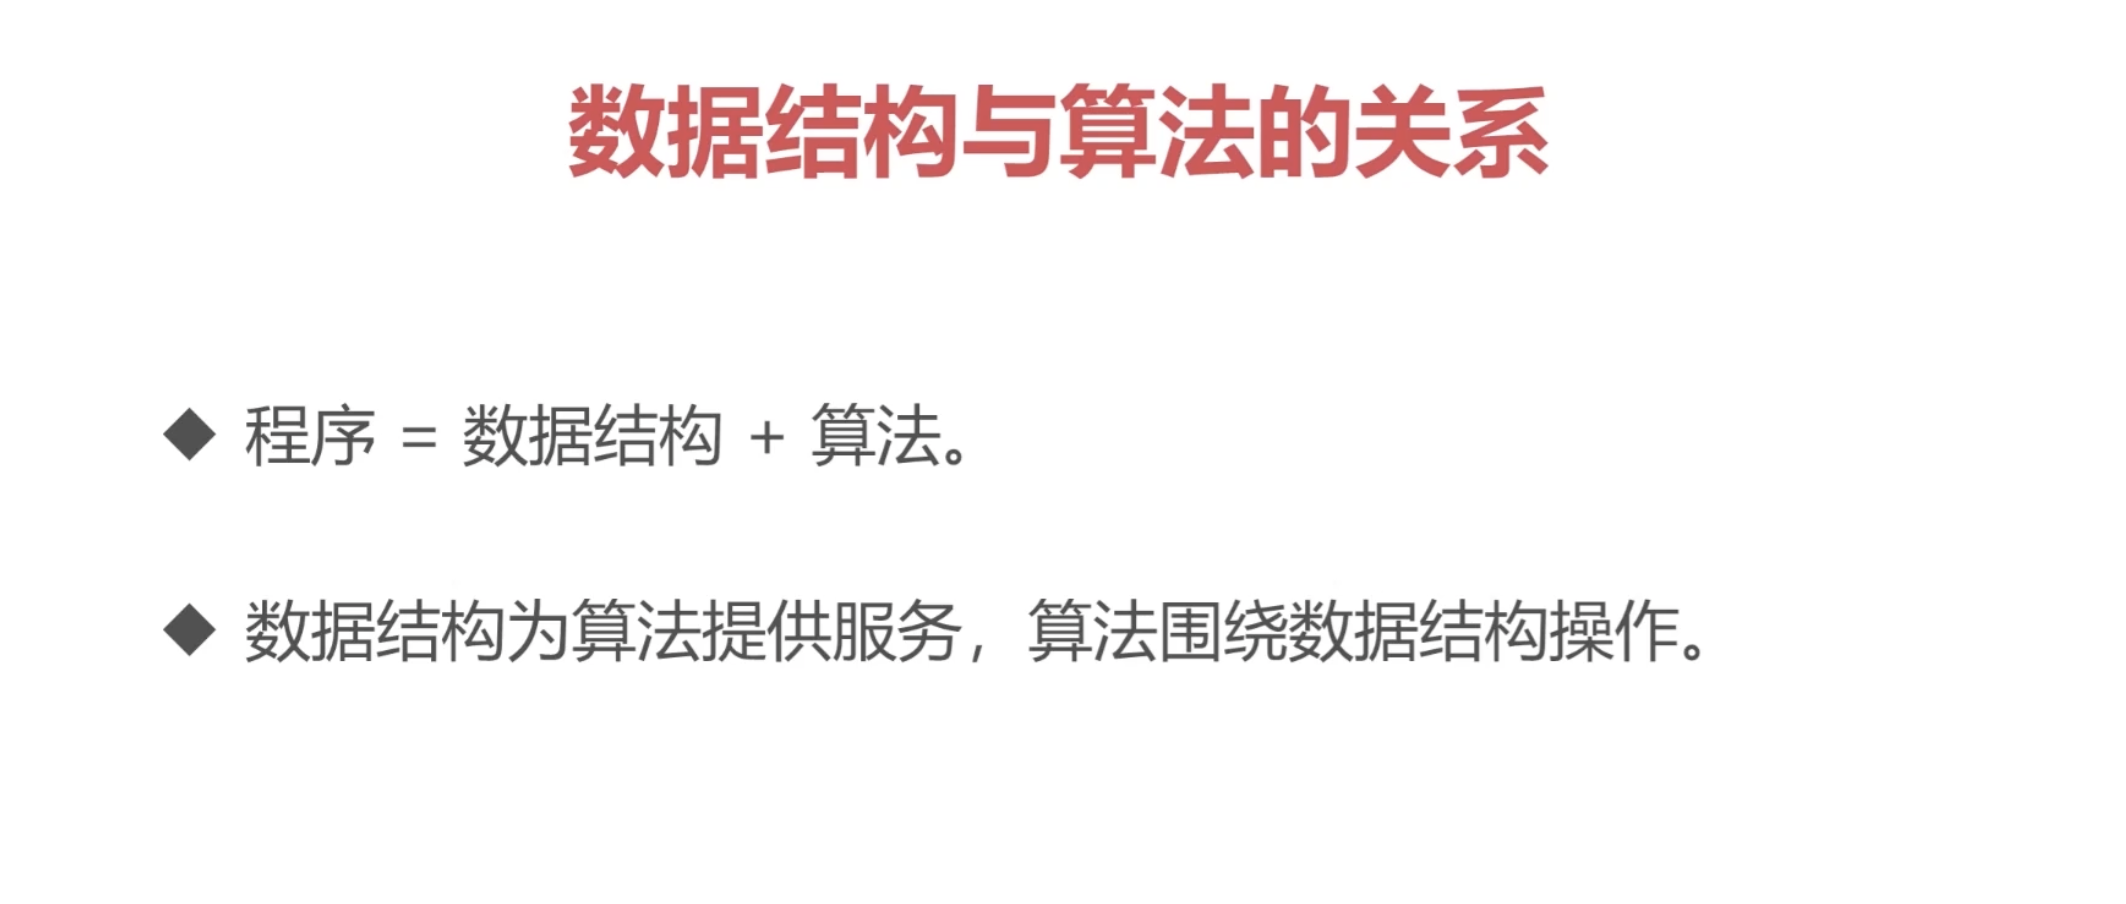 数据结构与算法的关系
◆ 程序 = 数据结构 + 算法。
◆ 数据结构为算法提供服务，算法围绕数据结构操作。